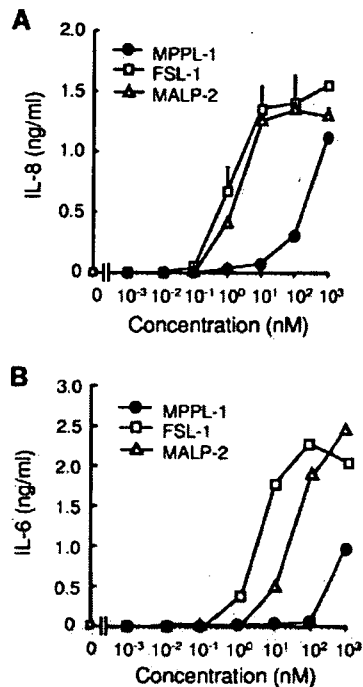 A
2.0
1.5
1.0
0.5
0
IL-8 (ng/ml)
MPPL-1
FSL-1
MALP-2
0 10⁻³ 10⁻² 10⁻¹ 10⁰ 10¹ 10² 10³
Concentration (nM)
B
3.0
2.5
2.0
1.5
1.0
0.5
0
IL-6 (ng/ml)
MPPL-1
FSL-1
MALP-2
0 10⁻³ 10⁻² 10⁻¹ 10⁰ 10¹ 10² 10³
Concentration (nM)